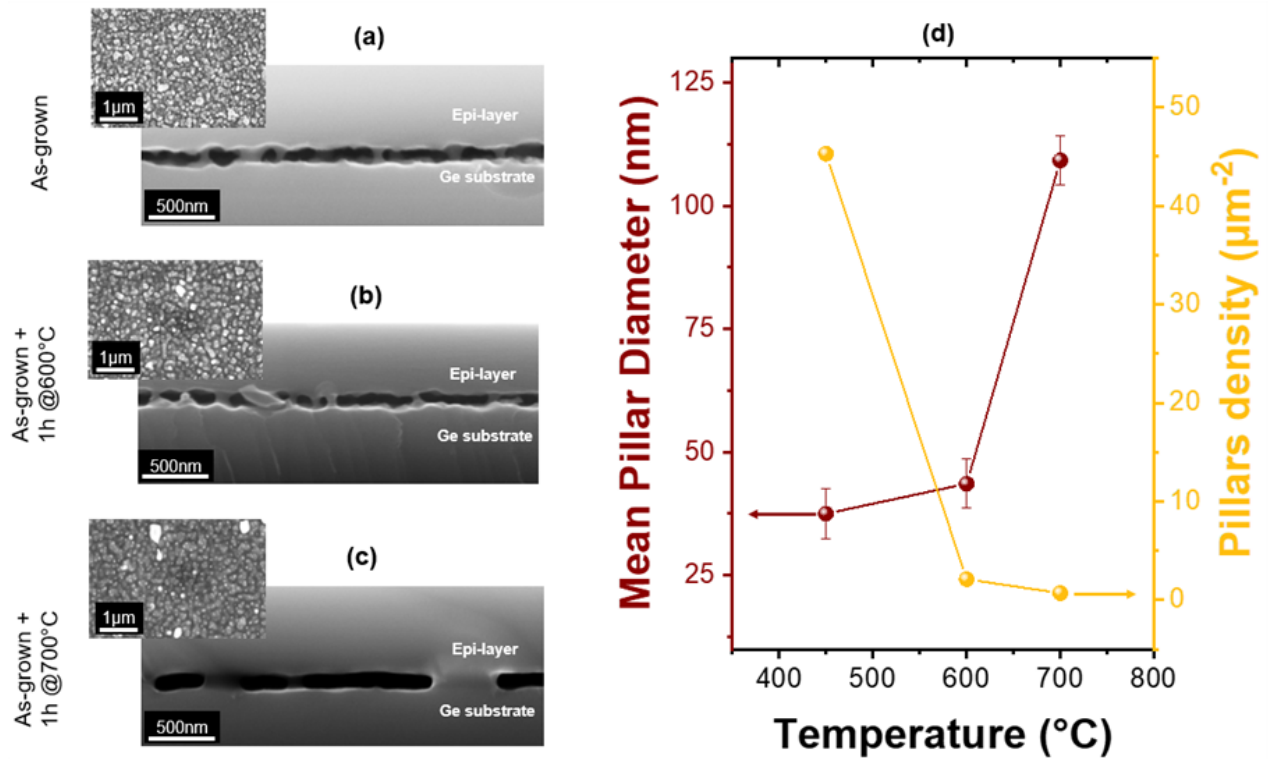 (a)
As-grown
1µm
Epi-layer
Ge substrate
500nm
(b)
As-grown +
1h @600°C
1µm
Epi-layer
Ge substrate
500nm
(c)
As-grown +
1h @700°C
1µm
Epi-layer
Ge substrate
500nm
(d)
Mean Pillar Diameter (nm)
125
100
75
50
25
50
40
30
20
10
0
Pillars density (µm⁻²)
400 500 600 700 800
Temperature (°C)